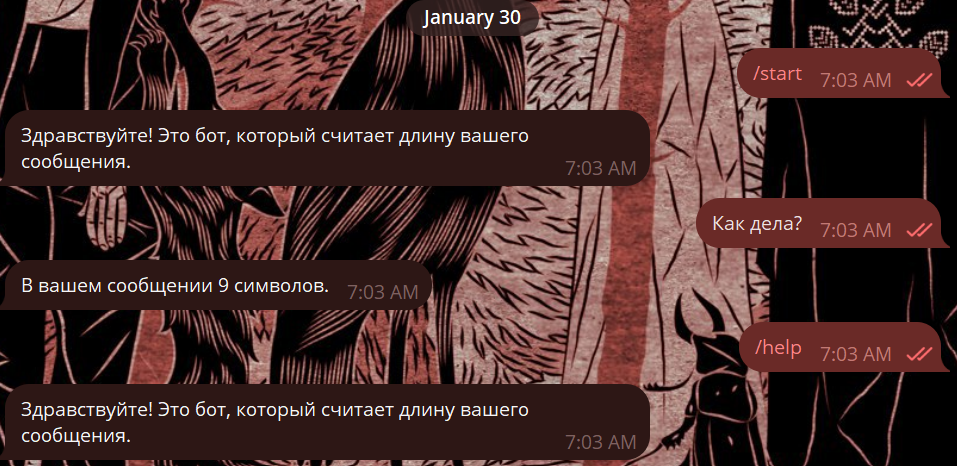 January 30
/start 7:03 AM
Здравствуйте! Это бот, который считает длину вашего
сообщения. 7:03 AM
Как дела? 7:03 AM
В вашем сообщении 9 символов. 7:03 AM
/help 7:03 AM
Здравствуйте! Это бот, который считает длину вашего
сообщения. 7:03 AM